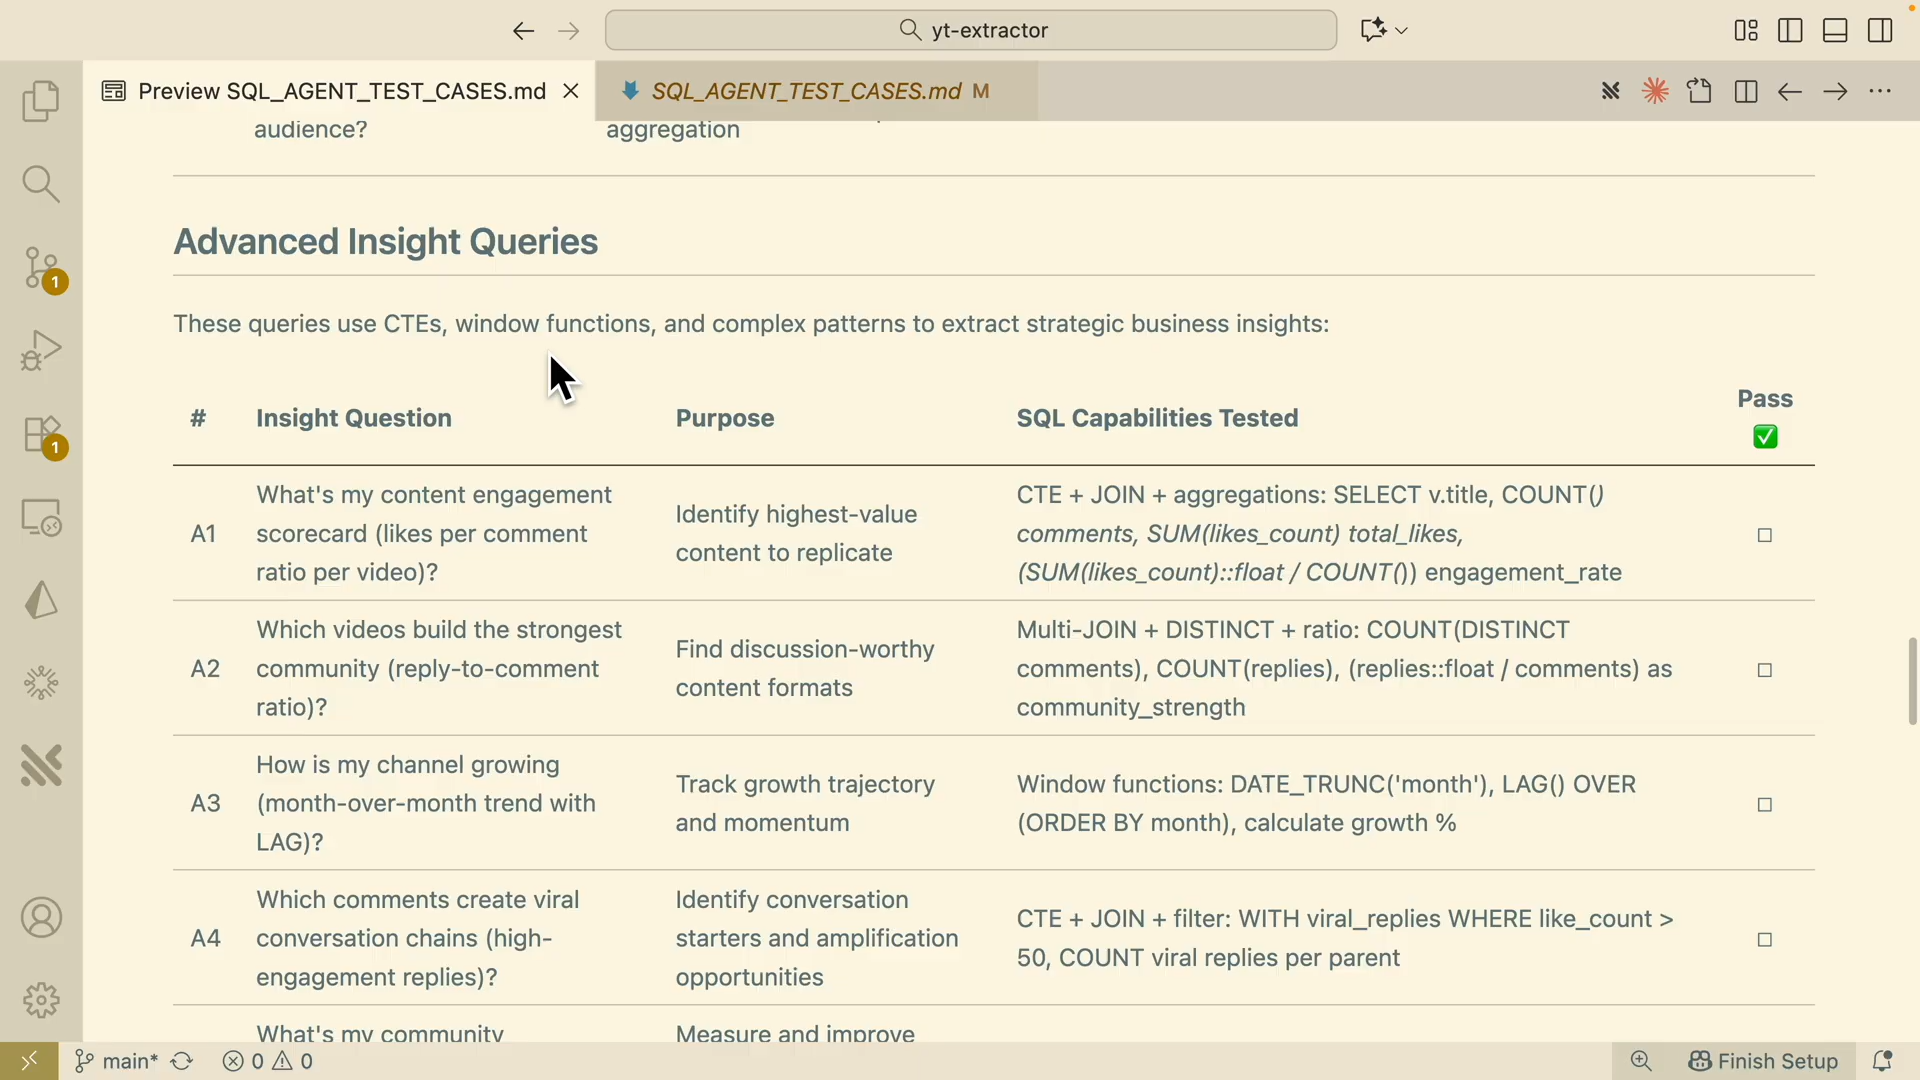 yt-extractor
Preview SQL_AGENT_TEST_CASES.md
SQL_AGENT_TEST_CASES.md M
audience?
aggregation
Advanced Insight Queries
These queries use CTEs, window functions, and complex patterns to extract strategic business insights:
# Insight Question Purpose SQL Capabilities Tested Pass ✅
A1
What's my content engagement
scorecard (likes per comment
ratio per video)?
Identify highest-value
content to replicate
CTE + JOIN + aggregations: SELECT v.title, COUNT()
comments, SUM(likes_count) total_likes,
(SUM(likes_count)::float / COUNT()) engagement_rate
☐
A2
Which videos build the strongest
community (reply-to-comment
ratio)?
Find discussion-worthy
content formats
Multi-JOIN + DISTINCT + ratio: COUNT(DISTINCT
comments), COUNT(replies), (replies::float / comments) as
community_strength
☐
A3
How is my channel growing
(month-over-month trend with
LAG)?
Track growth trajectory
and momentum
Window functions: DATE_TRUNC('month'), LAG() OVER
(ORDER BY month), calculate growth %
☐
A4
Which comments create viral
conversation chains (high-
engagement replies)?
Identify conversation
starters and amplification
opportunities
CTE + JOIN + filter: WITH viral_replies WHERE like_count >
50, COUNT viral replies per parent
☐
What's my community
Measure and improve
1
1
main* 0 0
Finish Setup